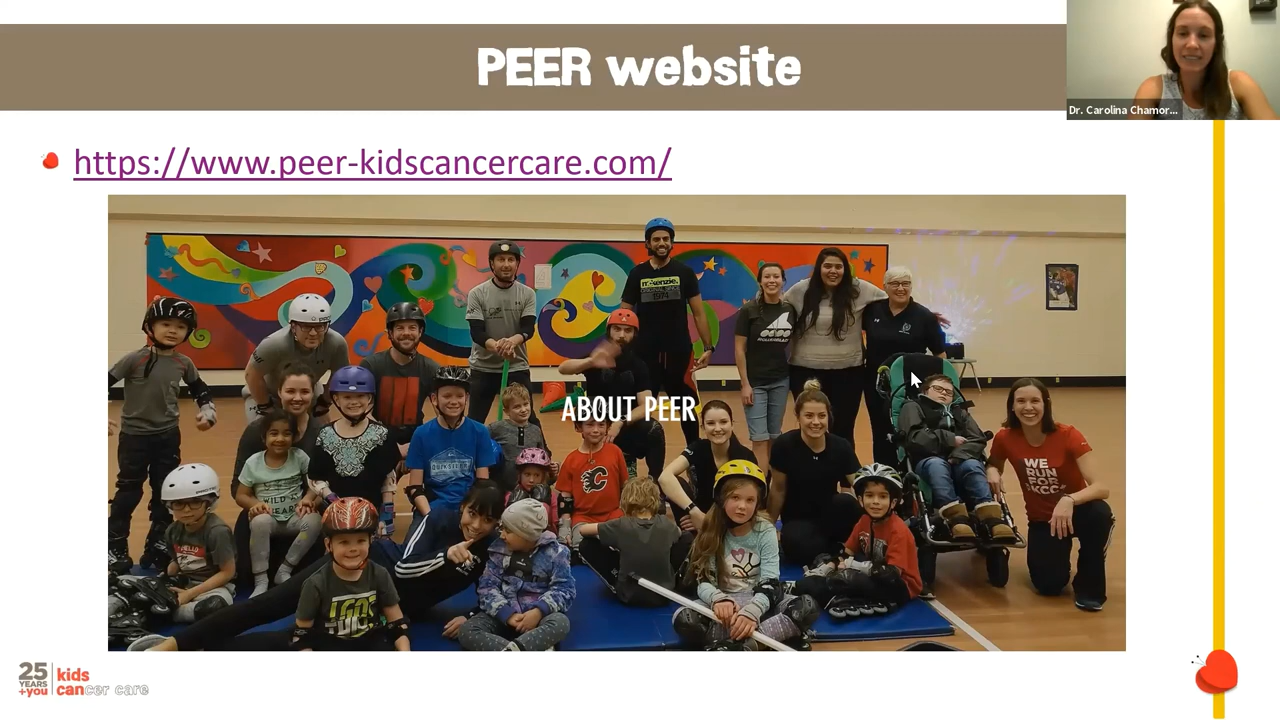 PEER website
Dr. Carolina Chamor...
https://www.peer-kidscancercare.com/
ABOUT PEER
WE
RUN
FOR
KCC
25
YEARS
+you
kids
cancer care